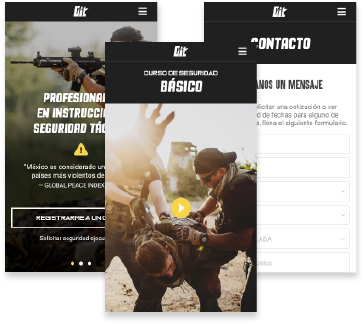 Git
PROFESIONA
EN INSTRUCCI
SEGURIDAD TÁC
"México es considerado un
países más violentos de
— GLOBAL PEACE INDEX
REGISTRARME A UN C
Solicitar seguridad ejecu
Git
CURSO DE SEGURIDAD
BÁSICO
Git
CONTACTO
ANOS UN MENSAJE
olicitar una cotización o ver
d de fechas para alguno de
, llena el siguiente formulario.
LADA
ónico